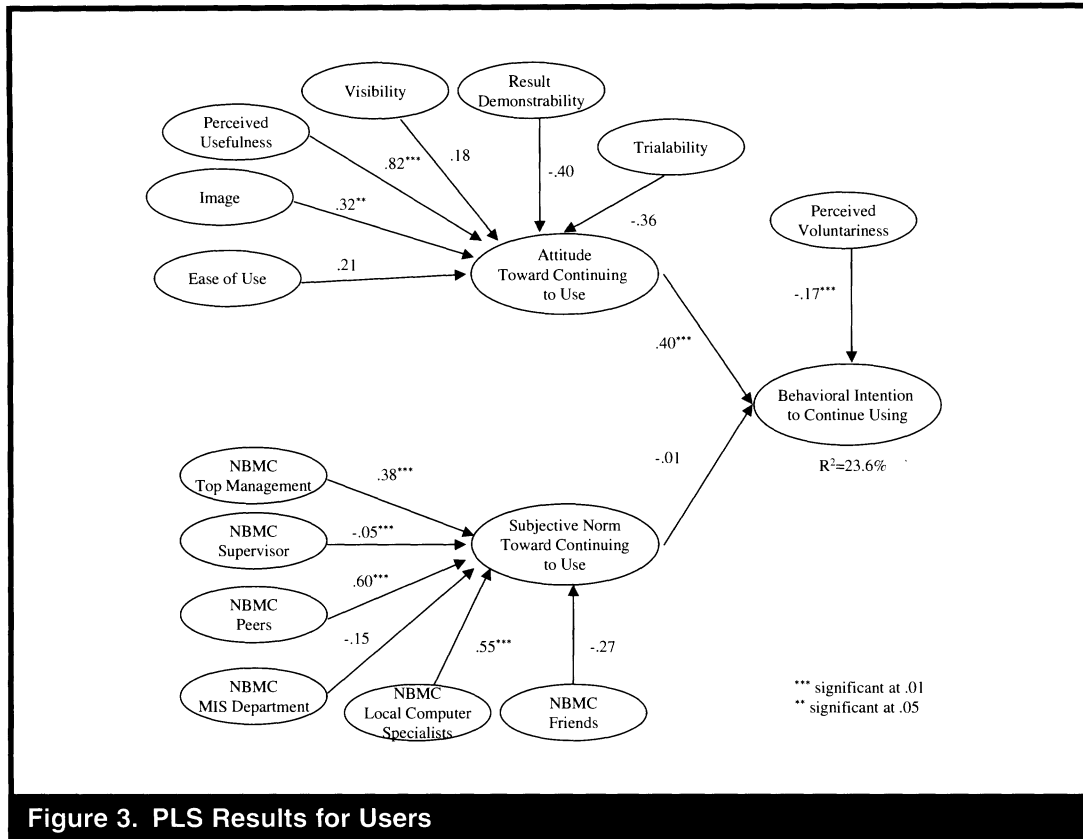 Visibility
Result
Demonstrability
Perceived
Usefulness
Trialability
.82***
.18
-.40
Image
.32**
-.36
Perceived
Voluntariness
Ease of Use
.21
Attitude
Toward Continuing
to Use
-.17***
.40***
Behavioral Intention
to Continue Using
R²=23.6%
-.01
NBMC
Top Management
.38***
NBMC
Supervisor
-.05***
Subjective Norm
Toward Continuing
to Use
NBMC
Peers
.60***
-.15
.55***
-.27
NBMC
MIS Department
NBMC
Local Computer
Specialists
NBMC
Friends
*** significant at .01
** significant at .05
Figure 3. PLS Results for Users